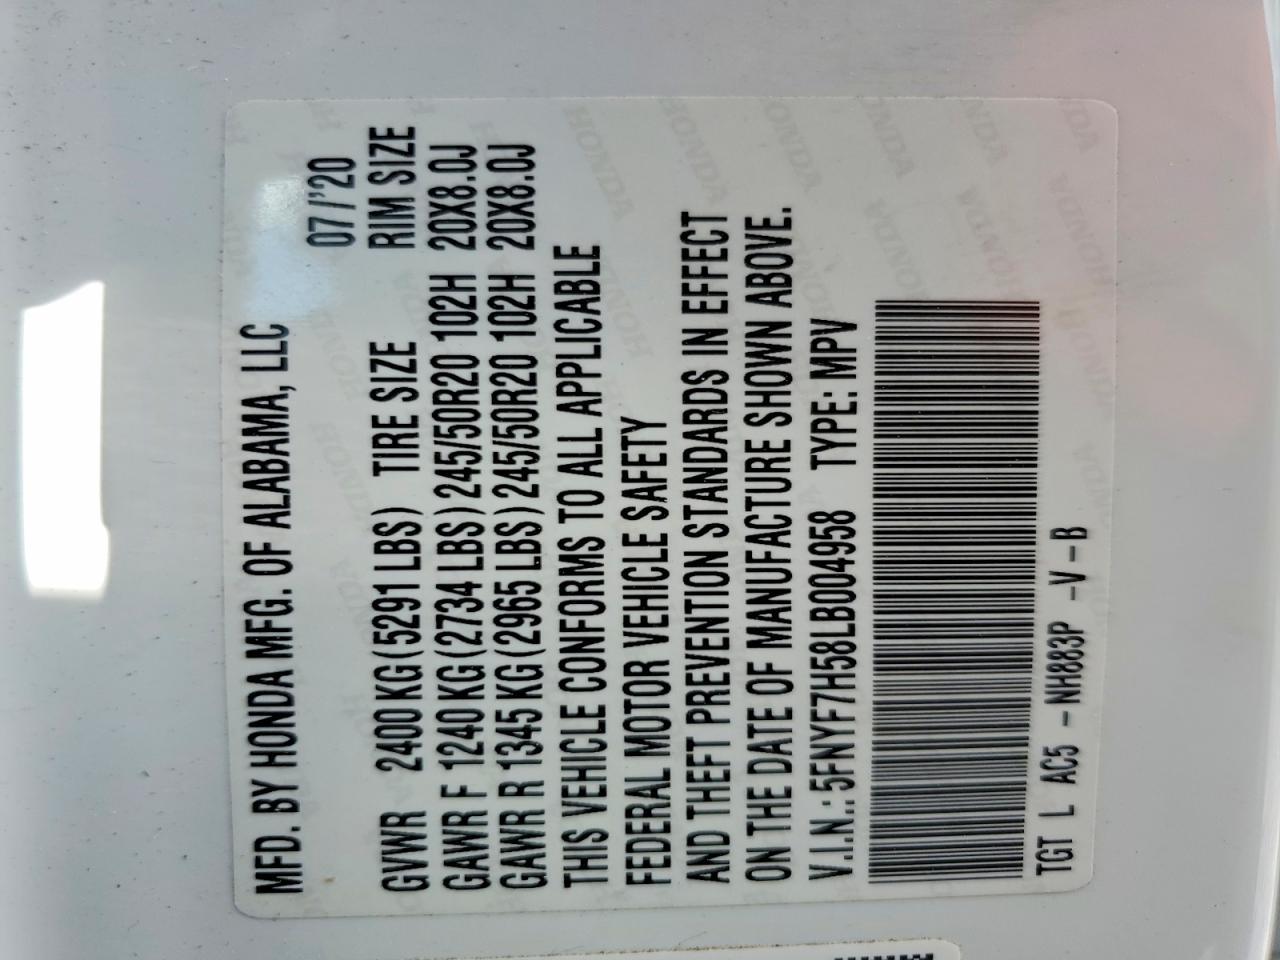 MFD. BY HONDA MFG. OF ALABAMA, LLC
07/'20
GVWR 2400 KG (5291 LBS) TIRE SIZE RIM SIZE
GAWR F 1240 KG (2734 LBS) 245/50R20 102H 20X8.0J
GAWR R 1345 KG (2965 LBS) 245/50R20 102H 20X8.0J
THIS VEHICLE CONFORMS TO ALL APPLICABLE
FEDERAL MOTOR VEHICLE SAFETY
AND THEFT PREVENTION STANDARDS IN EFFECT
ON THE DATE OF MANUFACTURE SHOWN ABOVE.
V.I.N.: 5FNYF7H58LB004958 TYPE: MPV
TGT L AC5 - NH883P - V - B